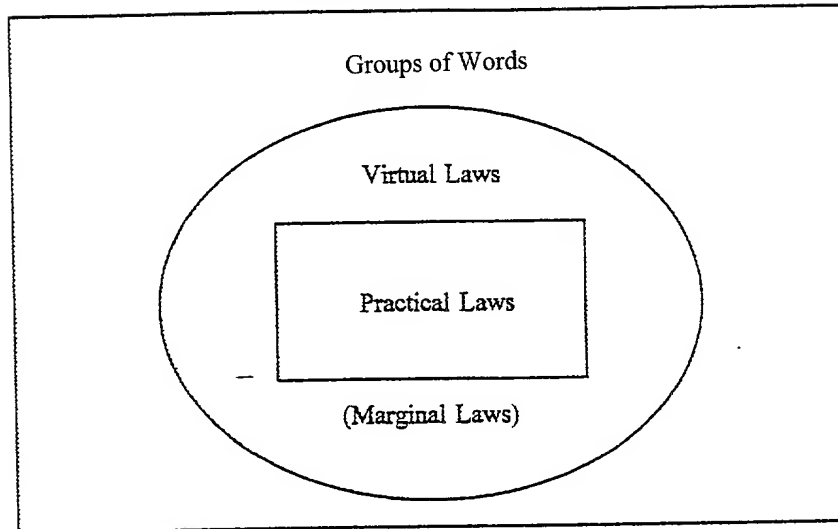 Groups of Words
Virtual Laws
Practical Laws
(Marginal Laws)